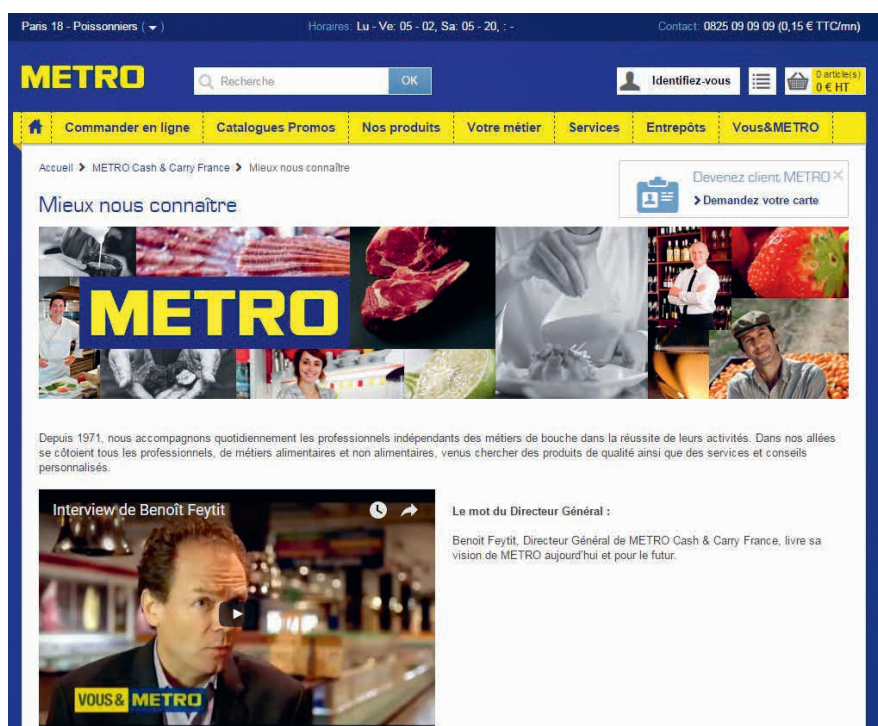 Paris 18 - Poissonniers ( ) Horaires: Lu - Ve: 05 - 02, Sa: 05 - 20, : - Contact: 0825 09 09 09 (0,15 € TTC/mn)
METRO Recherche OK Identifiez-vous 0 article(s)
0 € HT
Commander en ligne Catalogues Promos Nos produits Votre métier Services Entrepôts Vous&METRO
Accueil > METRO Cash & Carry France > Mieux nous connaître
Devenez client METRO ×
> Demandez votre carte
Mieux nous connaître
METRO
Depuis 1971, nous accompagnons quotidiennement les professionnels indépendants des métiers de bouche dans la réussite de leurs activités. Dans nos allées
se côtoient tous les professionnels, de métiers alimentaires et non alimentaires, venus chercher des produits de qualité ainsi que des services et conseils
personnalisés.
Interview de Benoît Feytit
VOUS& METRO
Le mot du Directeur Général :
Benoit Feytit, Directeur Général de METRO Cash & Carry France, livre sa
vision de METRO aujourd'hui et pour le futur.